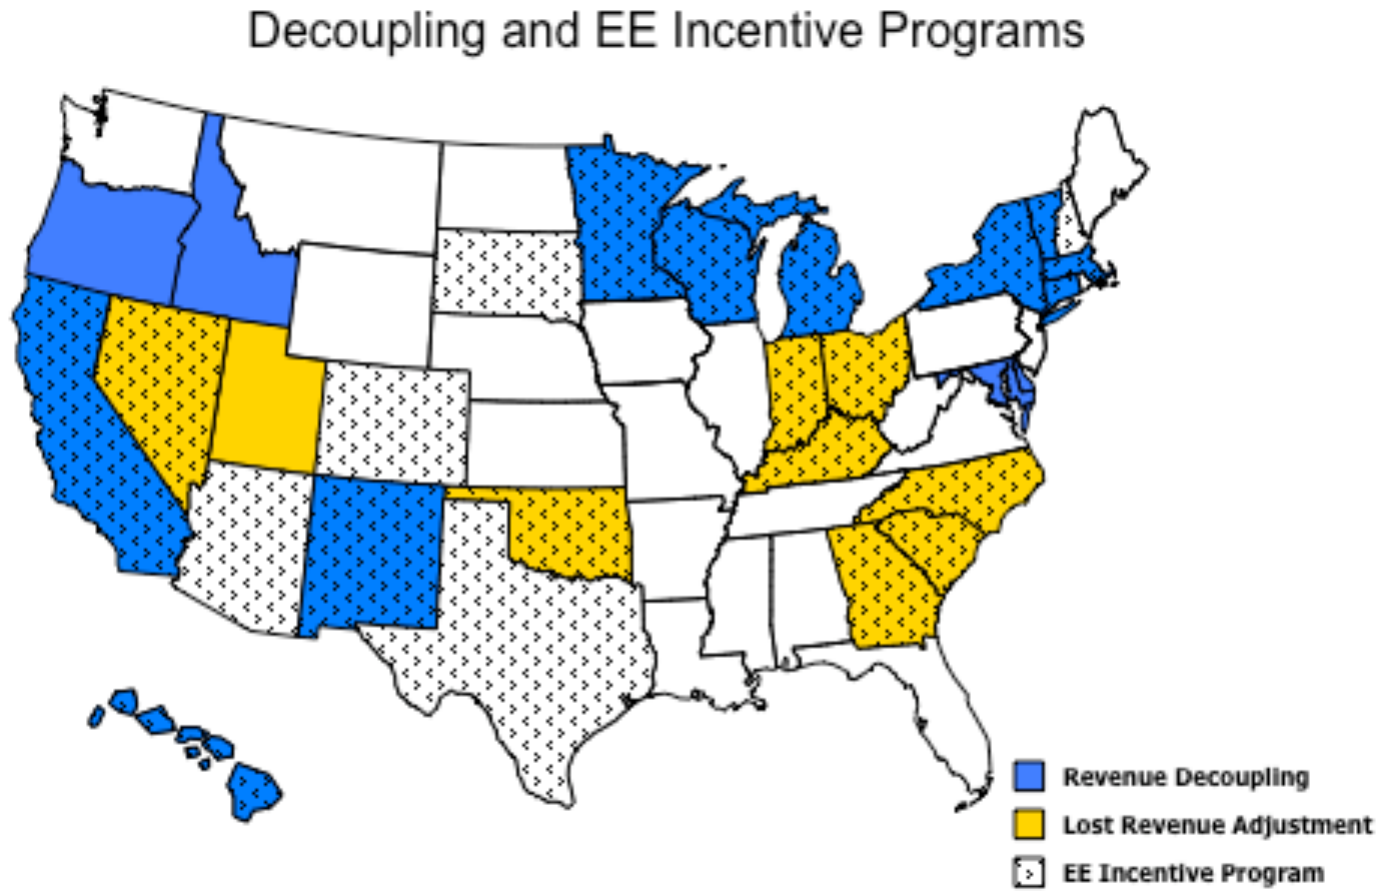 Decoupling and EE Incentive Programs
Revenue Decoupling
Lost Revenue Adjustment
EE Incentive Program